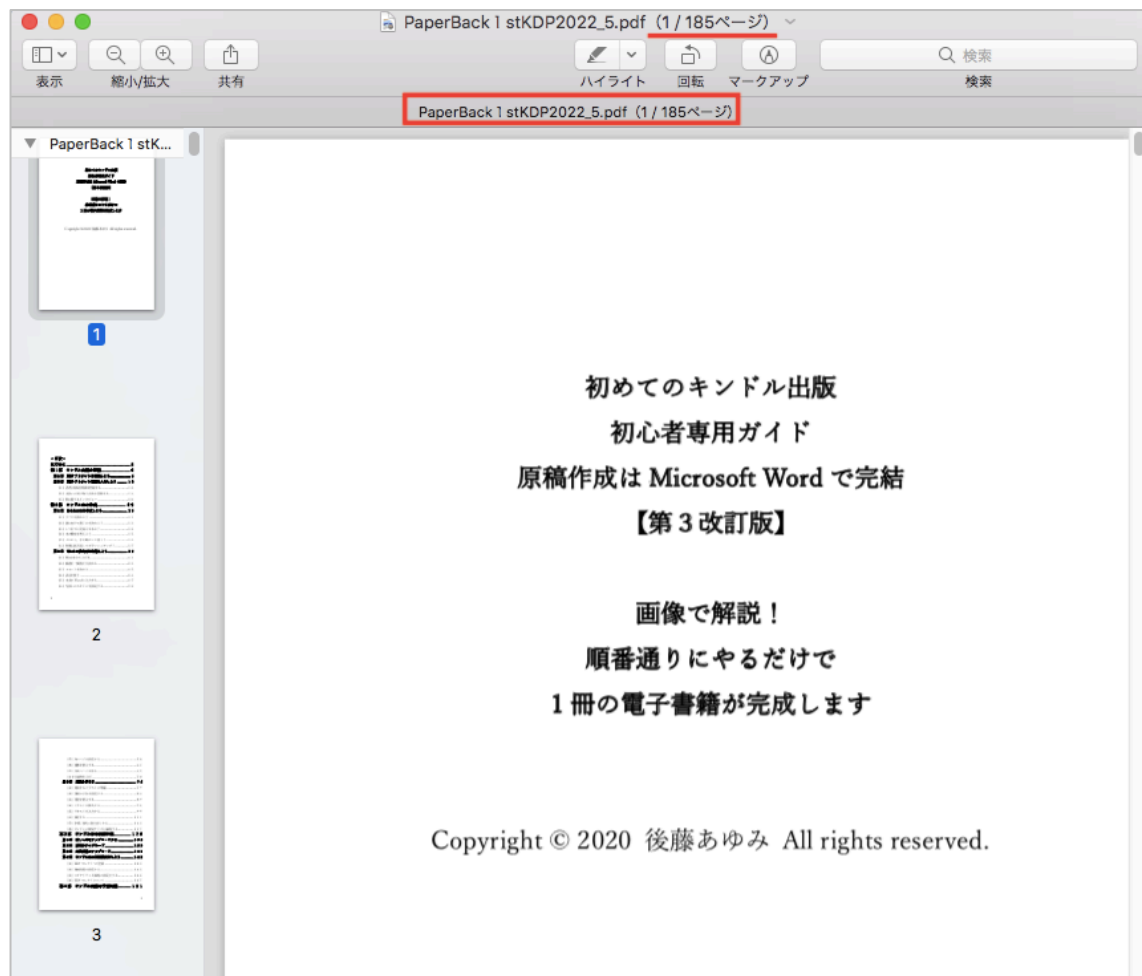 PaperBack 1 stKDP2022_5.pdf（1 / 185ページ）
表示
縮小/拡大
共有
ハイライト
回転
マークアップ
検索
検索
PaperBack 1 stKDP2022_5.pdf（1 / 185ページ）
PaperBack 1 stK...
1
2
3
初めてのキンドル出版
初心者専用ガイド
原稿作成は Microsoft Word で完結
【第３改訂版】
画像で解説！
順番通りにやるだけで
１冊の電子書籍が完成します
Copyright © 2020 後藤あゆみ All rights reserved.